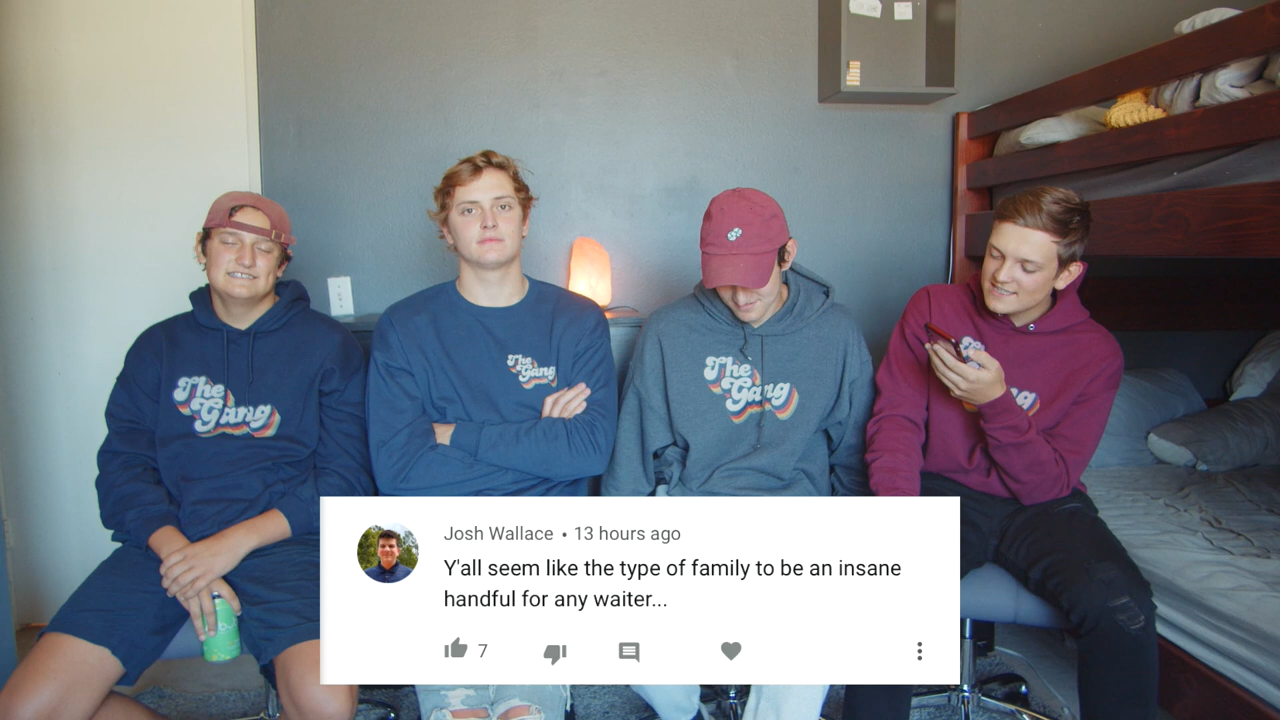 The
Gang
The
Gang
The
Gang
ng
Josh Wallace • 13 hours ago
Y'all seem like the type of family to be an insane
handful for any waiter...
7